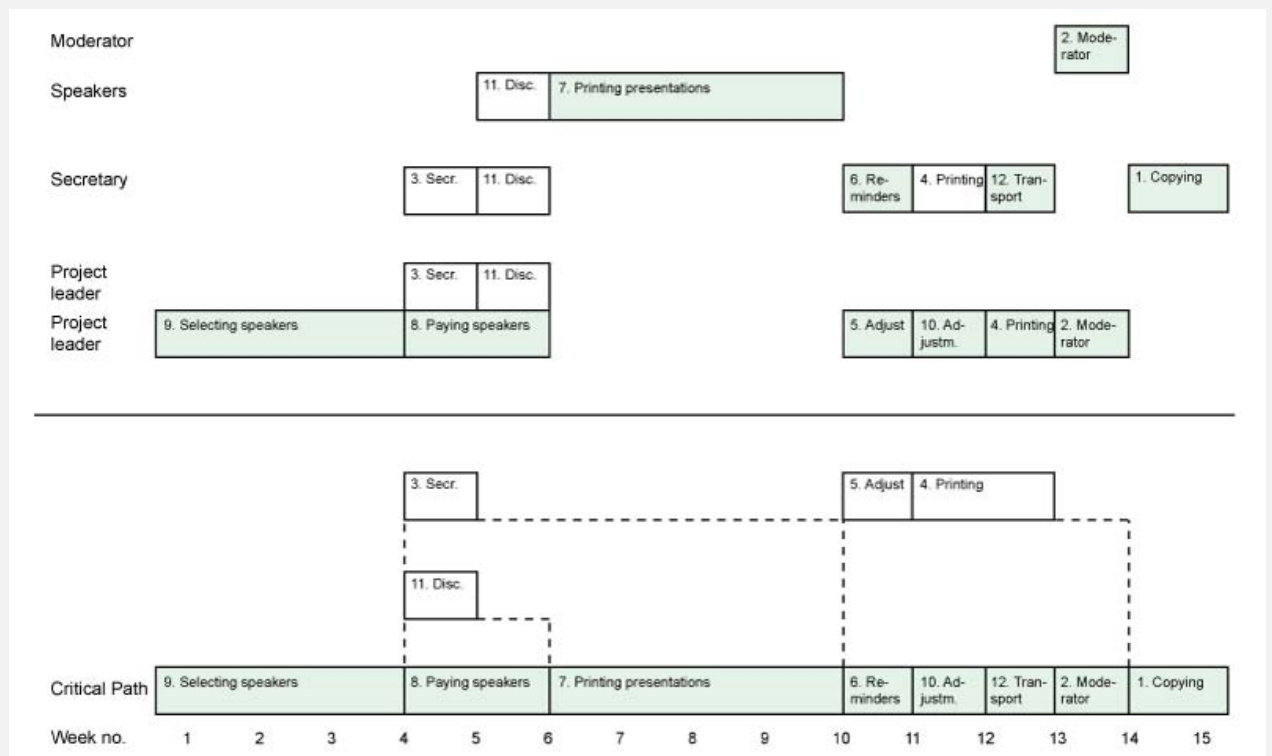 Moderator
2. Mode-
rator
Speakers
11. Disc.
7. Printing presentations
Secretary
3. Secr.
11. Disc.
6. Re-
minders
4. Printing
12. Tran-
sport
1. Copying
Project
leader
3. Secr.
11. Disc.
Project
leader
9. Selecting speakers
8. Paying speakers
5. Adjust
10. Ad-
justm.
4. Printing
2. Mode-
rator
3. Secr.
5. Adjust
4. Printing
11. Disc.
Critical Path
9. Selecting speakers
8. Paying speakers
7. Printing presentations
6. Re-
minders
10. Ad-
justm.
12. Tran-
sport
2. Mode-
rator
1. Copying
Week no. 1 2 3 4 5 6 7 8 9 10 11 12 13 14 15